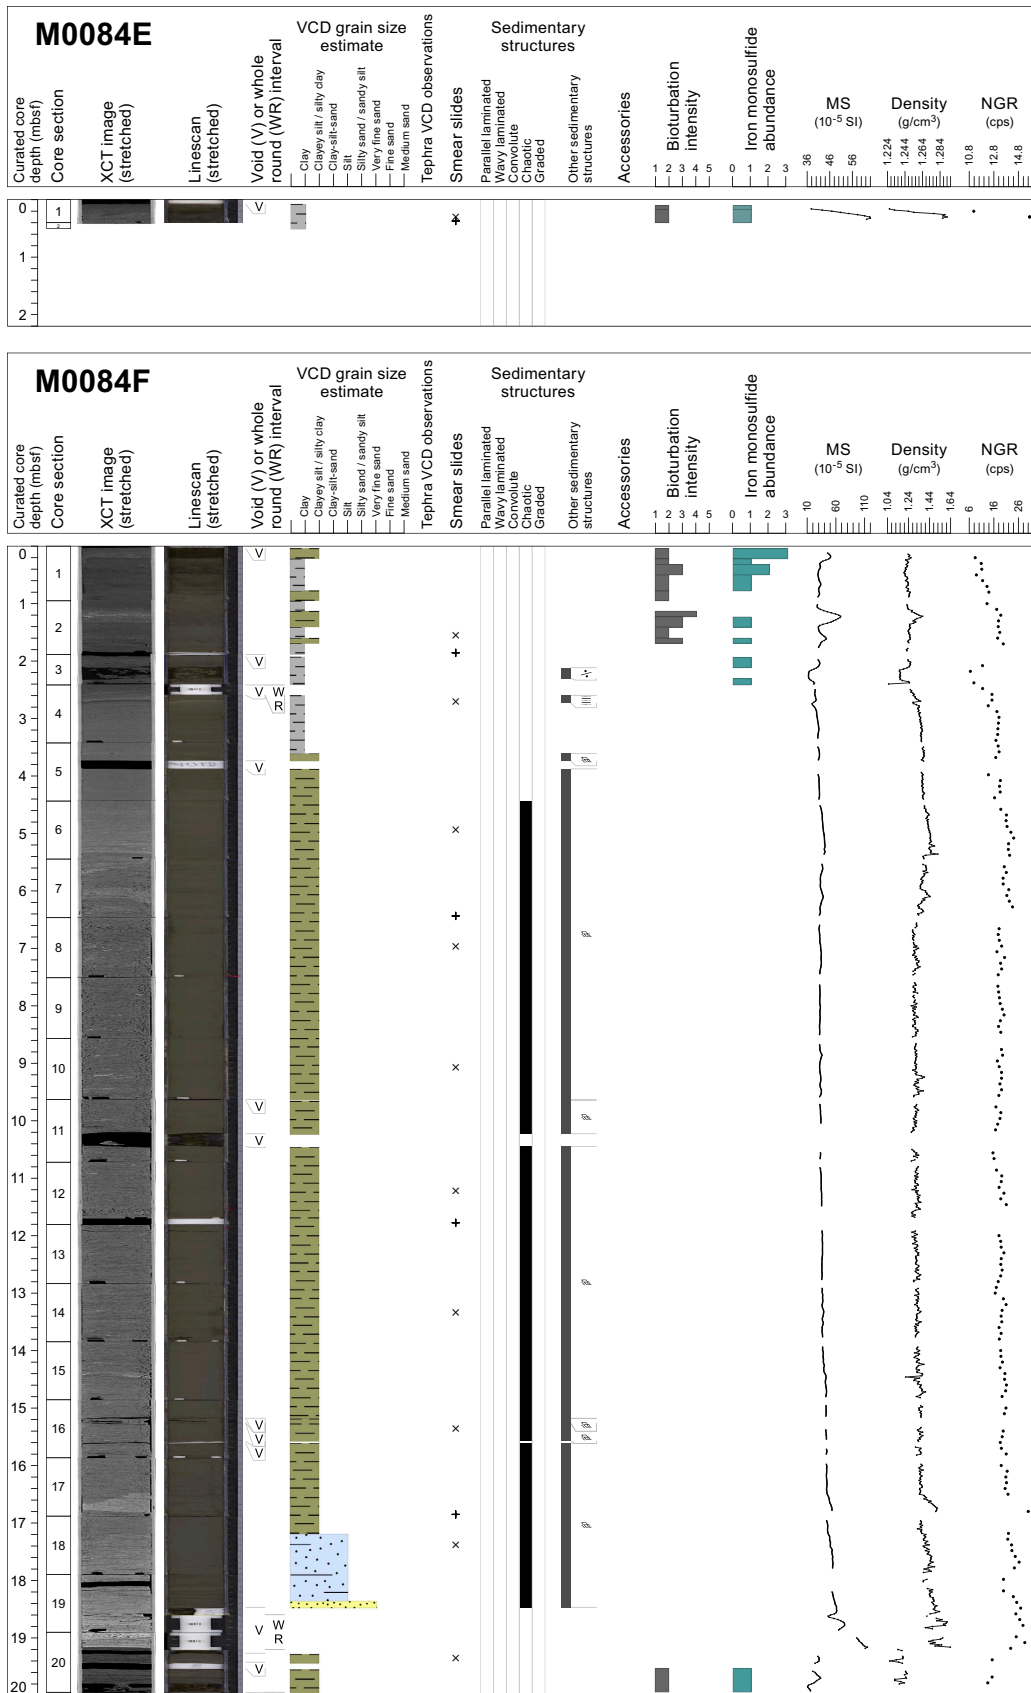 M0084E
Curated core depth (mbsf)
Core section
XCT image (stretched)
Linescan (stretched)
Void (V) or whole round (WR) interval
VCD grain size estimate
Clay
Clayey silt / silty clay
Clay-silt-sand
Silt
Silty sand / sandy silt
Very fine sand
Fine sand
Medium sand
Tephra VCD observations
Smear slides
Sedimentary structures
Parallel laminated
Wavy laminated
Convolute
Chaotic
Graded
Other sedimentary structures
Accessories
Bioturbation intensity
1 2 3 4 5
Iron monosulfide abundance
0 1 2 3
MS (10-5 SI)
36 46 56
Density (g/cm3)
1.224 1.244 1.264 1.284
NGR (cps)
10.8 12.8 14.8
0 1 2
1 2
V
M0084F
Curated core depth (mbsf)
Core section
XCT image (stretched)
Linescan (stretched)
Void (V) or whole round (WR) interval
VCD grain size estimate
Clay
Clayey silt / silty clay
Clay-silt-sand
Silt
Silty sand / sandy silt
Very fine sand
Fine sand
Medium sand
Tephra VCD observations
Smear slides
Sedimentary structures
Parallel laminated
Wavy laminated
Convolute
Chaotic
Graded
Other sedimentary structures
Accessories
Bioturbation intensity
1 2 3 4 5
Iron monosulfide abundance
0 1 2 3
MS (10-5 SI)
10 60 110
Density (g/cm3)
1.04 1.24 1.44 1.64
NGR (cps)
6 16 26
0 1 2 3 4 5 6 7 8 9 10 11 12 13 14 15 16 17 18 19 20
1 2 3 4 5 6 7 8 9 10 11 12 13 14 15 16 17 18 19 20
V
V
V W R
V
V
V
V
V
V
V W R
V